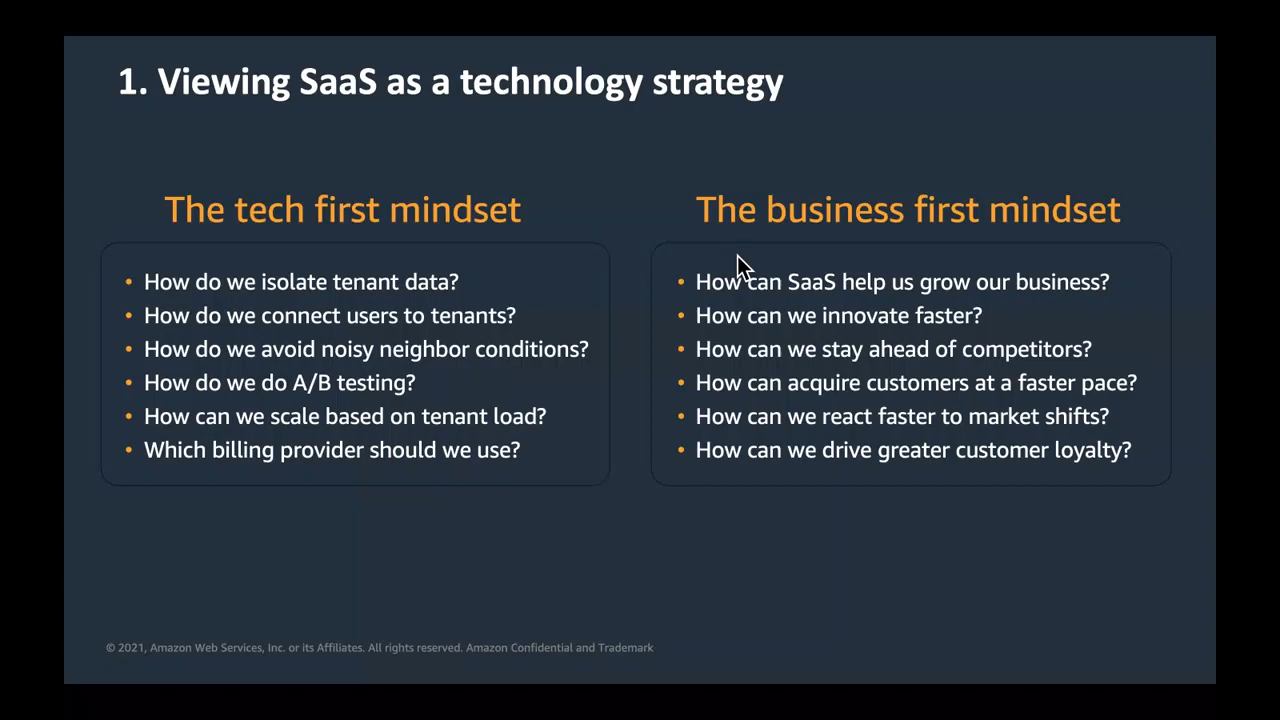 1. Viewing SaaS as a technology strategy
The tech first mindset
• How do we isolate tenant data?
• How do we connect users to tenants?
• How do we avoid noisy neighbor conditions?
• How do we do A/B testing?
• How can we scale based on tenant load?
• Which billing provider should we use?
The business first mindset
• How can SaaS help us grow our business?
• How can we innovate faster?
• How can we stay ahead of competitors?
• How can acquire customers at a faster pace?
• How can we react faster to market shifts?
• How can we drive greater customer loyalty?
© 2021, Amazon Web Services, Inc. or its Affiliates. All rights reserved. Amazon Confidential and Trademark